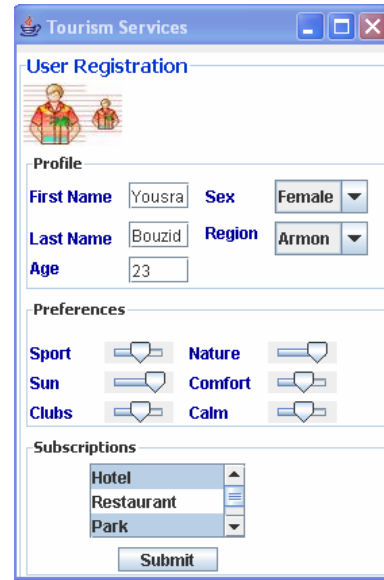 Tourism Services
User Registration
Profile
First Name Yousra Sex Female
Last Name Bouzid Region Armon
Age 23
Preferences
Sport Nature
Sun Comfort
Clubs Calm
Subscriptions
Hotel
Restaurant
Park
Submit